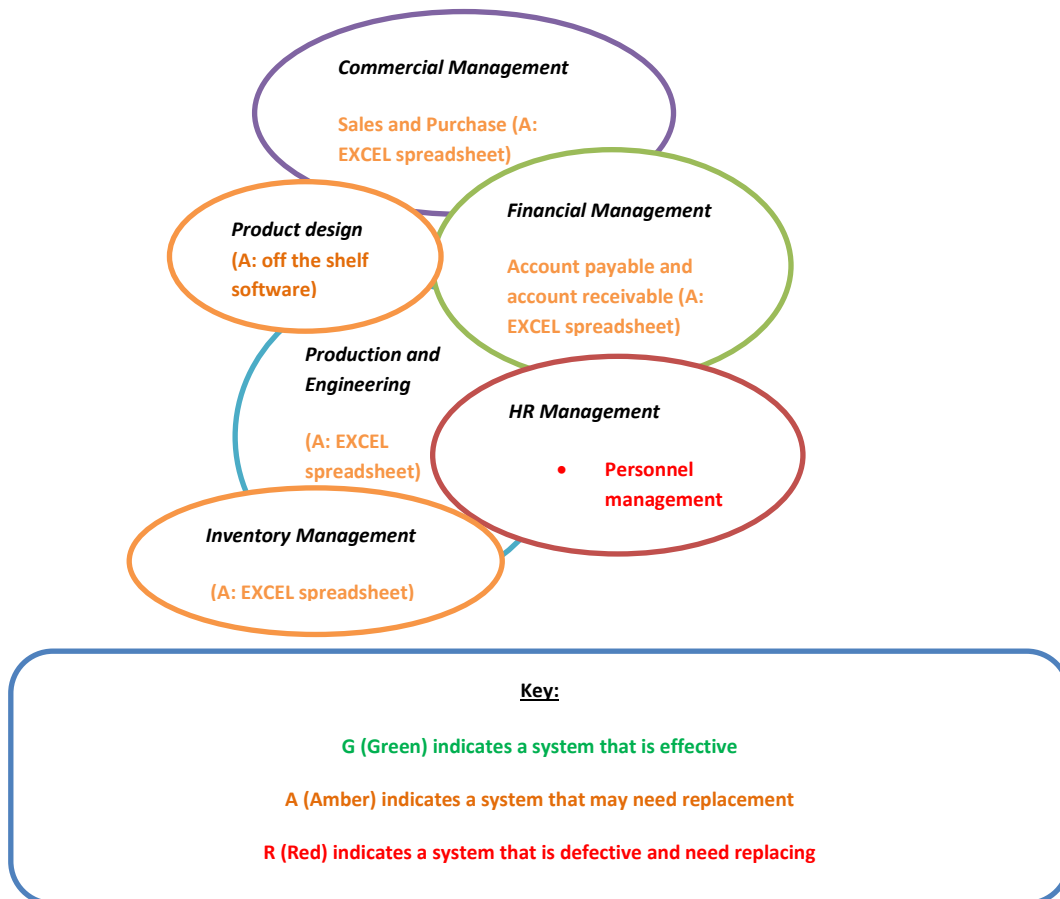 Commercial Management
Sales and Purchase (A:
EXCEL spreadsheet)
Product design
(A: off the shelf
software)
Financial Management
Account payable and
account receivable (A:
EXCEL spreadsheet)
Production and
Engineering
(A: EXCEL
spreadsheet)
HR Management
• Personnel
management
Inventory Management
(A: EXCEL spreadsheet)
Key:
G (Green) indicates a system that is effective
A (Amber) indicates a system that may need replacement
R (Red) indicates a system that is defective and need replacing